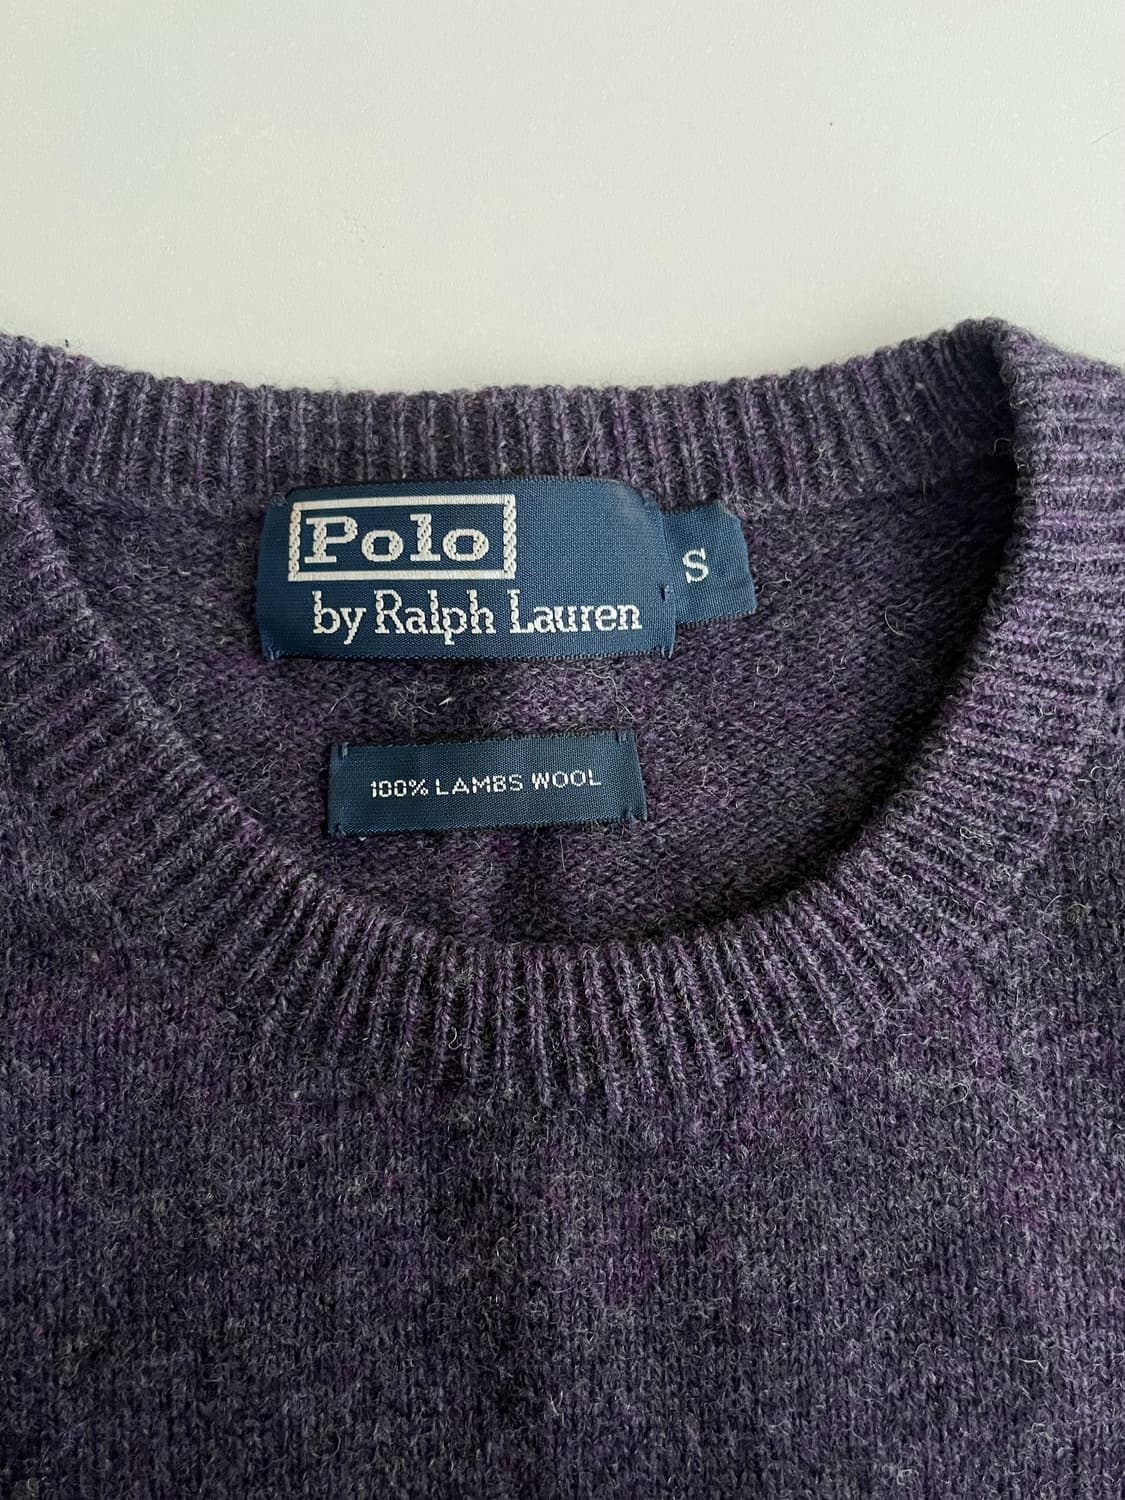 Polo
by Ralph Lauren
S
100% LAMBS WOOL